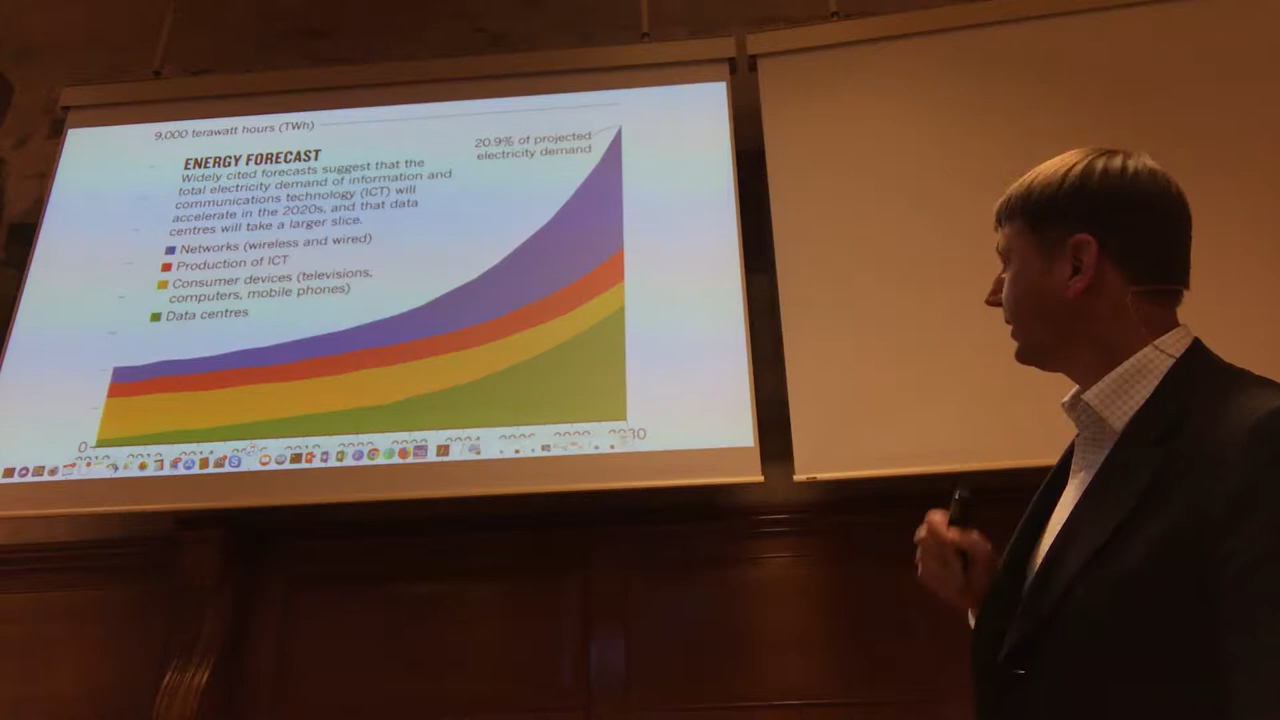 9,000 terawatt hours (TWh)
20.9% of projected
electricity demand
ENERGY FORECAST
Widely cited forecasts suggest that the
total electricity demand of information and
communications technology (ICT) will
accelerate in the 2020s, and that data
centres will take a larger slice.
Networks (wireless and wired)
Production of ICT
Consumer devices (televisions,
computers, mobile phones)
Data centres
0